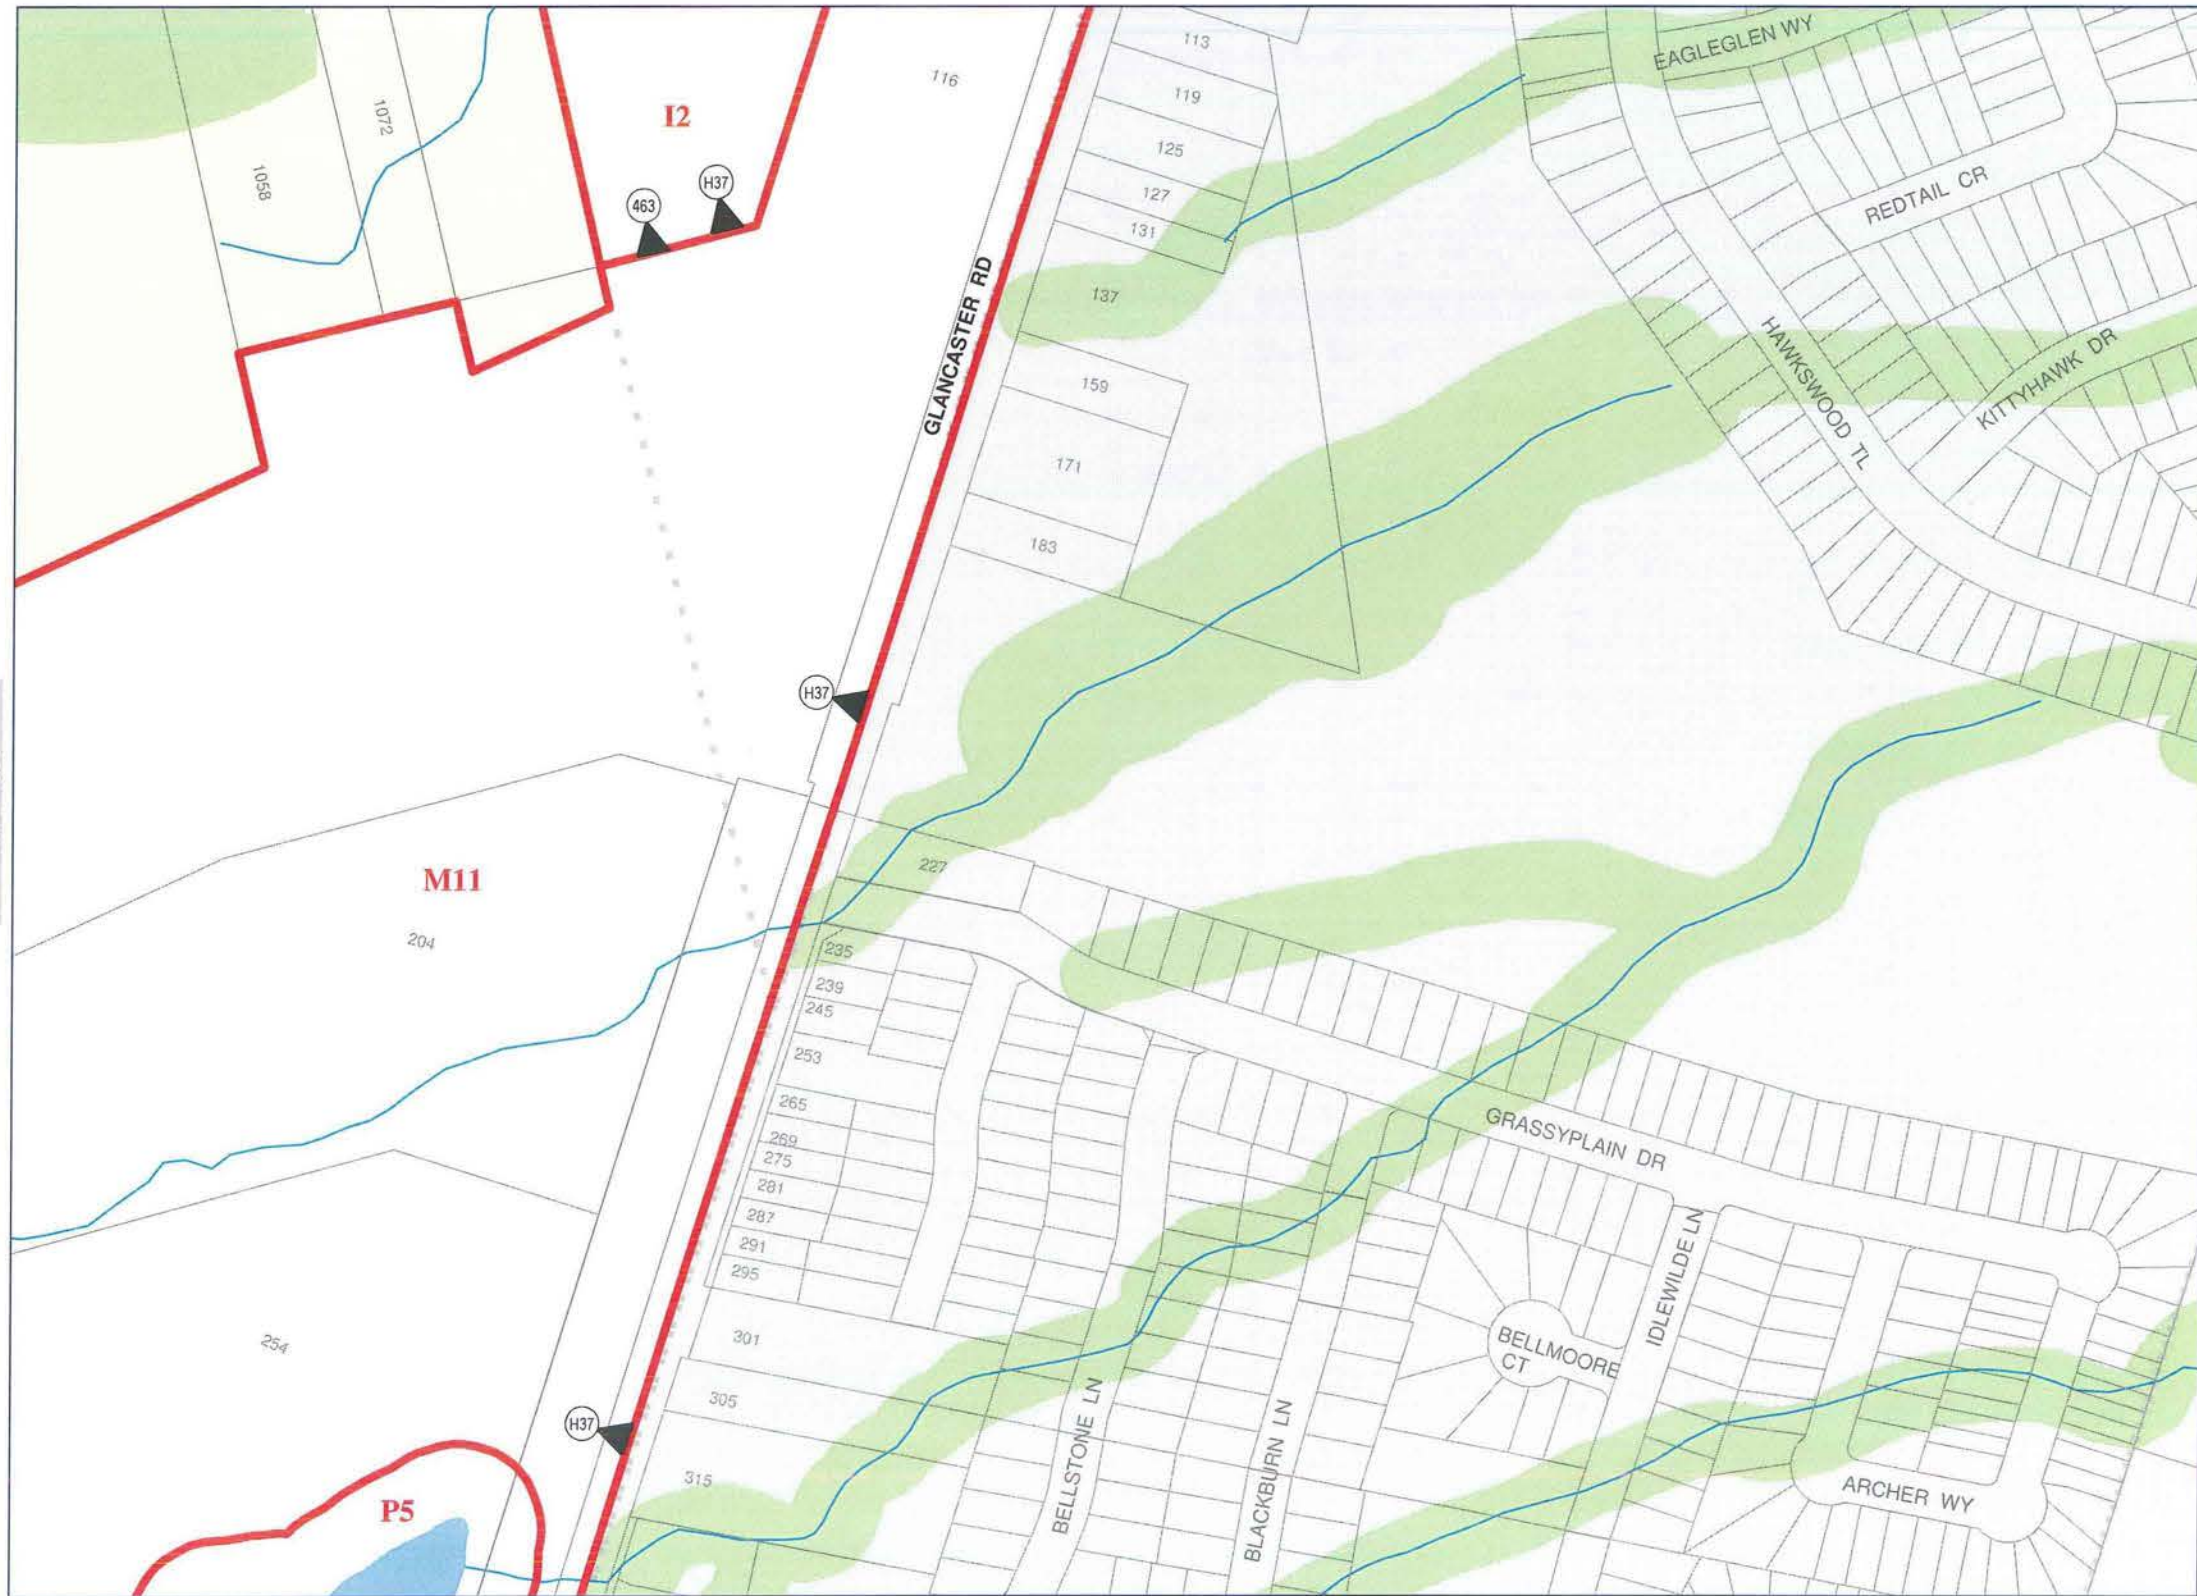 EAGLEGLEN WY
113
116
119
1072
I2
125
1058
H37
127
REDTAIL CR
463
131
137
GLANCASTER RD
HAWKSWOOD TL
KITTYHAWK DR
159
171
183
H37
227
M11
204
235
239
245
253
265
GRASSYPLAIN DR
269
275
281
287
291
295
IDLEWILDE LN
301
254
BELLMOORE
CT
305
H37
BELLSTONE LN
BLACKBURN LN
315
ARCHER WY
P5